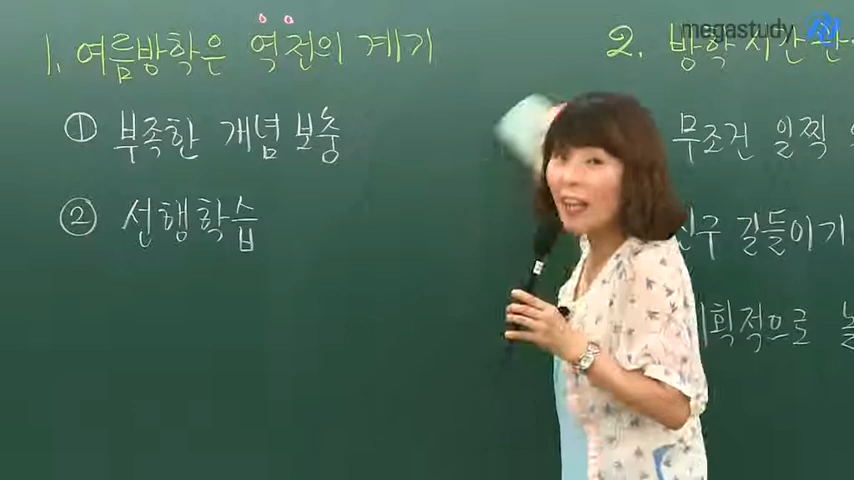 1. 여름방학은 역전의 계기
① 부족한 개념 보충
② 선행학습
megastudy
2. 방학시간
무조건 일찍
친구 길들이기
계획적으로